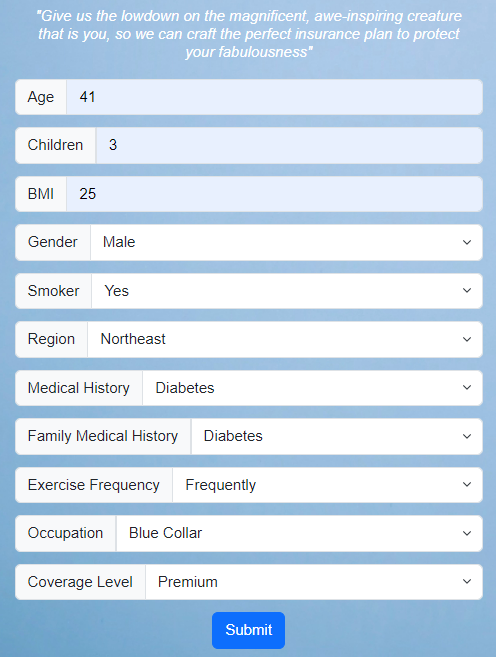 "Give us the lowdown on the magnificent, awe-inspiring creature
that is you, so we can craft the perfect insurance plan to protect
your fabulousness"
Age 41
Children 3
BMI 25
Gender Male
Smoker Yes
Region Northeast
Medical History Diabetes
Family Medical History Diabetes
Exercise Frequency Frequently
Occupation Blue Collar
Coverage Level Premium
Submit